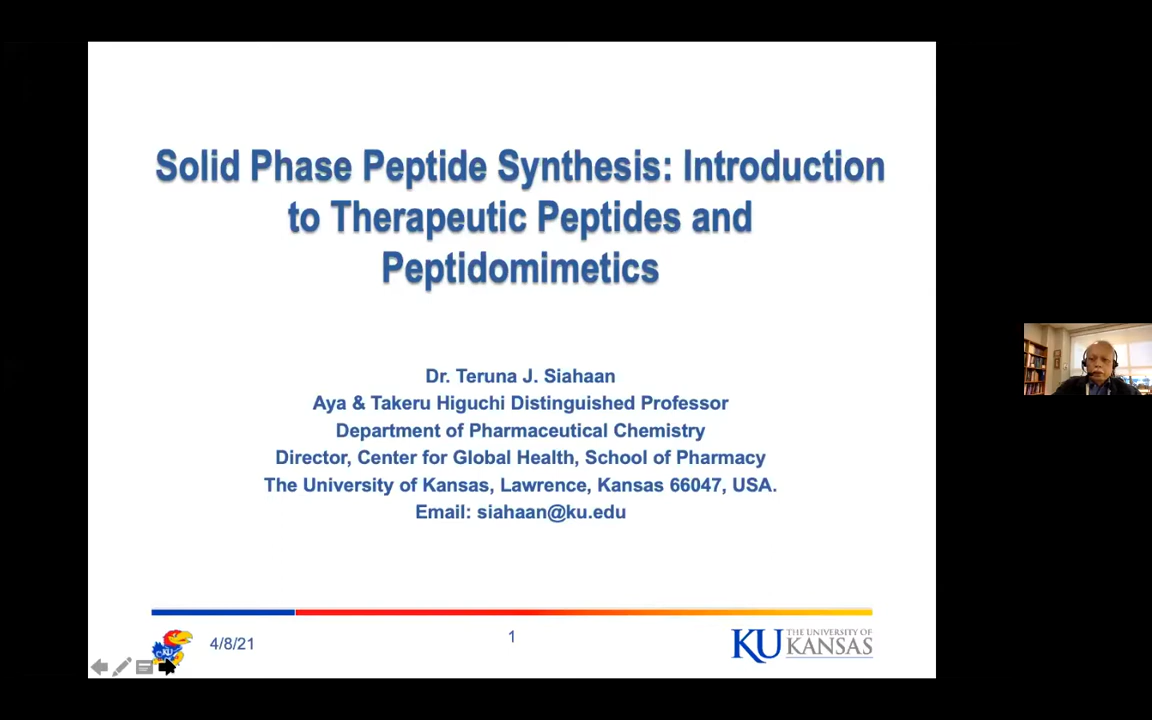 Solid Phase Peptide Synthesis: Introduction
to Therapeutic Peptides and
Peptidomimetics
Dr. Teruna J. Siahaan
Aya & Takeru Higuchi Distinguished Professor
Department of Pharmaceutical Chemistry
Director, Center for Global Health, School of Pharmacy
The University of Kansas, Lawrence, Kansas 66047, USA.
Email: siahaan@ku.edu
KU
4/8/21
1
KU THE UNIVERSITY OF
KANSAS